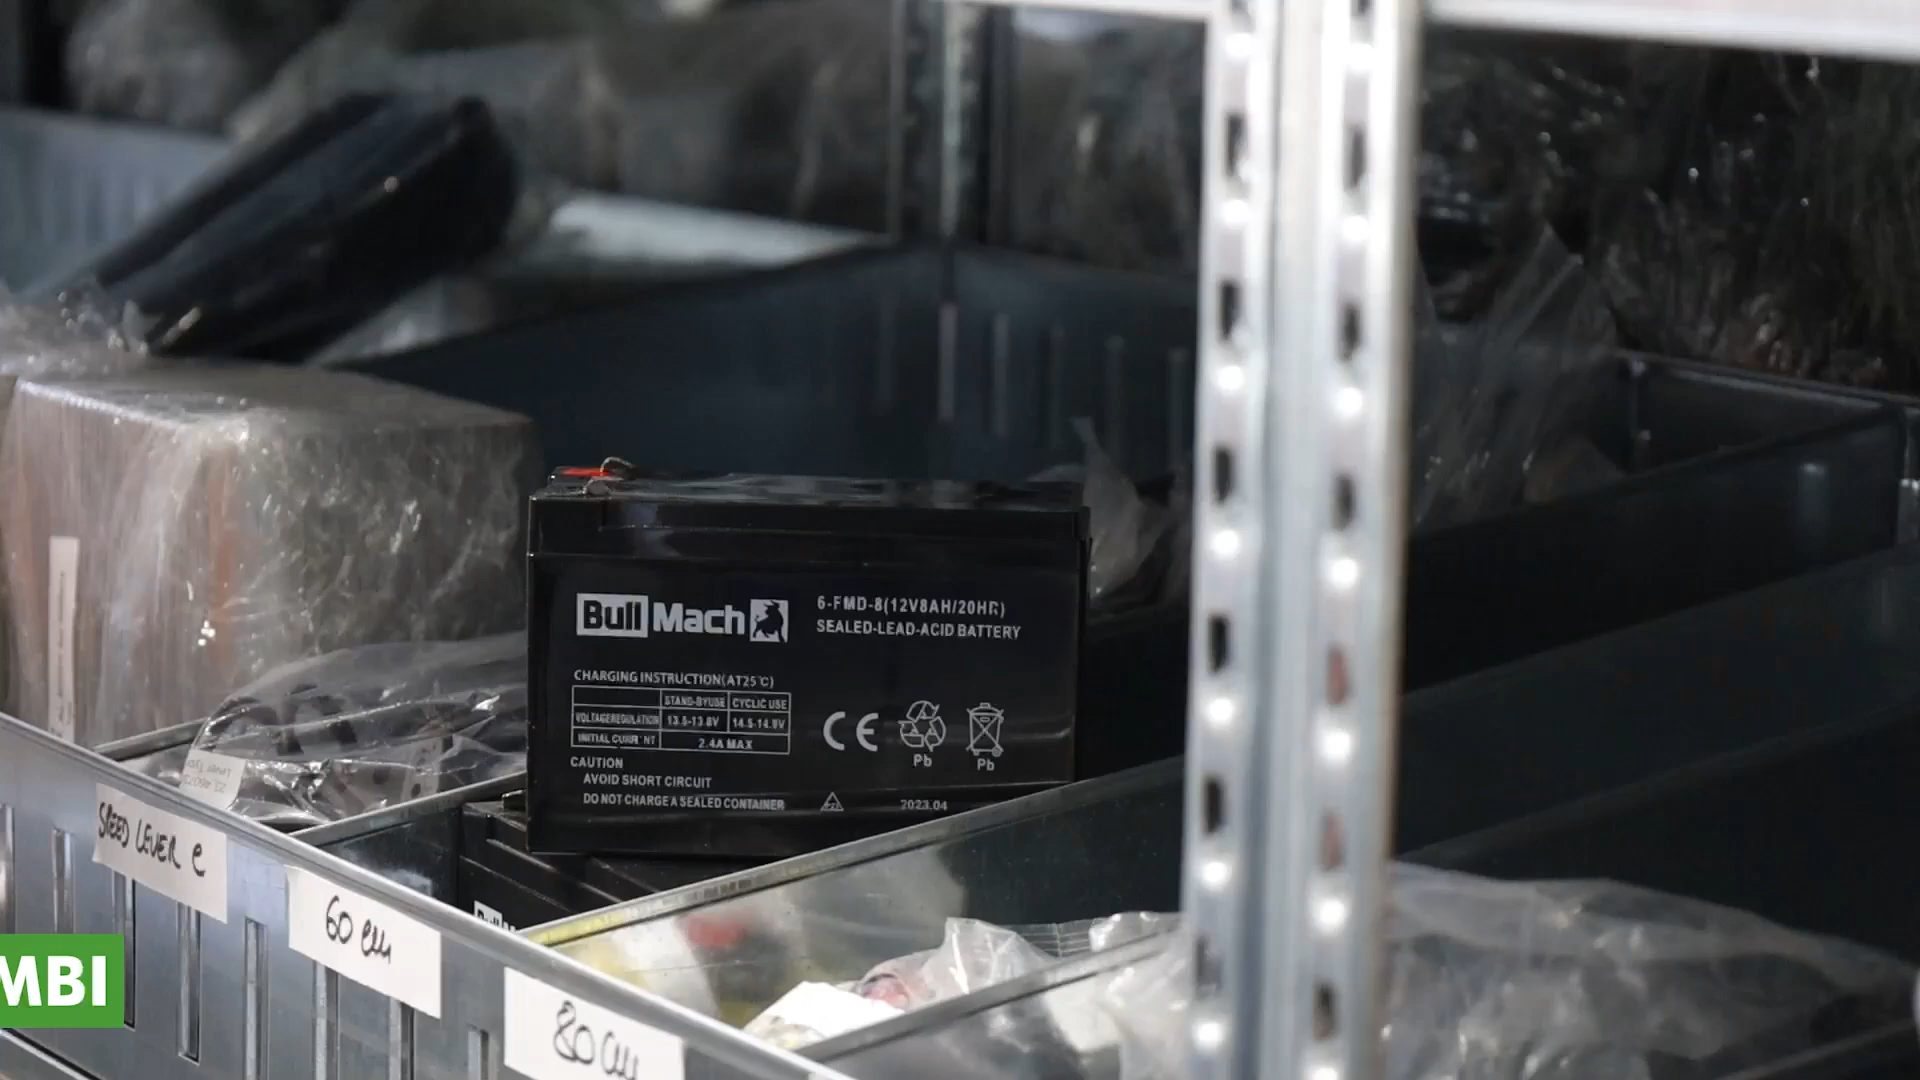 Bull Mach
6-FMD-8(12V8AH/20HR)
SEALED-LEAD-ACID BATTERY
CHARGING INSTRUCTION(AT25℃)
STAND-BYUSE CYCLIC USE
VOLTAGEREGULATION 13.5-13.8V 14.5-14.9V
INITIAL CURRENT 2.4A MAX
CE
Pb
Pb
CAUTION
AVOID SHORT CIRCUIT
DO NOT CHARGE A SEALED CONTAINER
2023.04
SPEED LEVER C
60 cm
80 cm
MBI